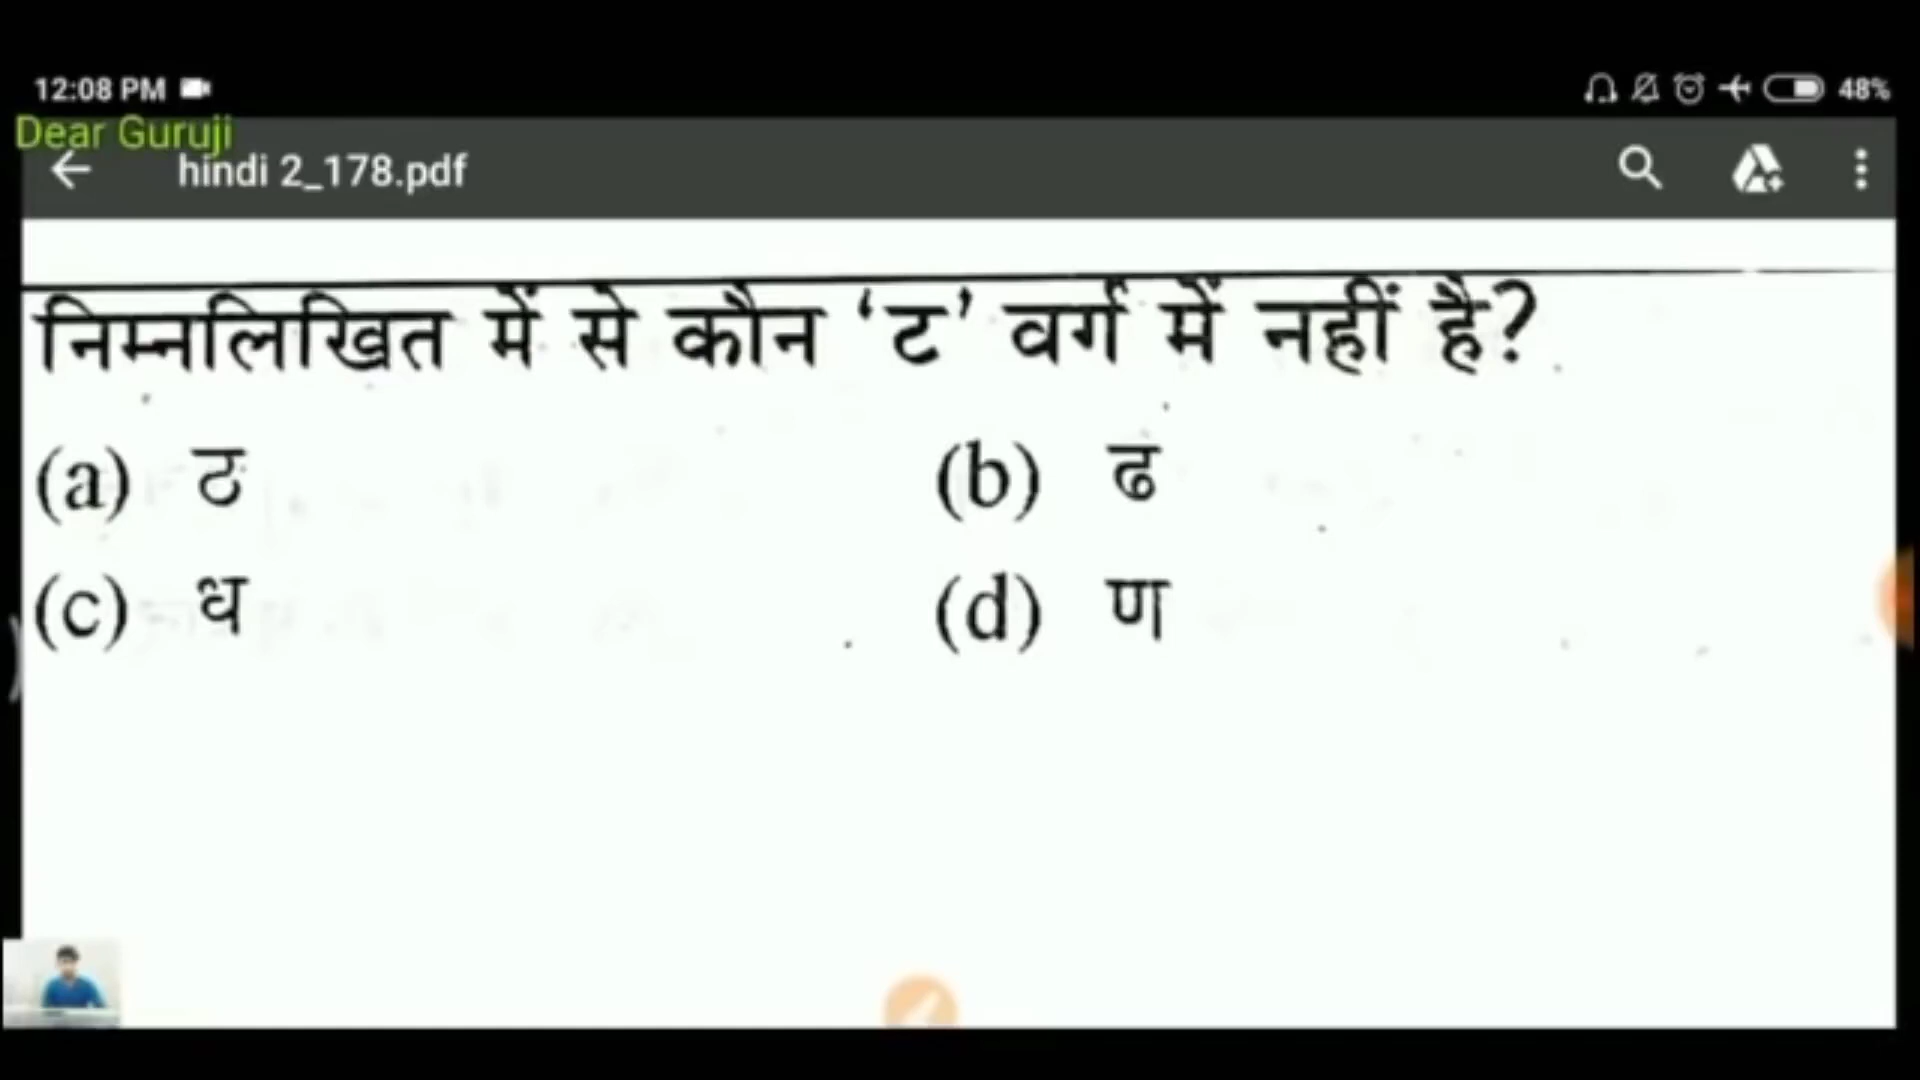 12:08 PM 48%
Dear Guruji
hindi 2_178.pdf
निम्नलिखित में से कौन ‘ट’ वर्ग में नहीं है?
(a) ठ (b) ढ
(c) ध (d) ण